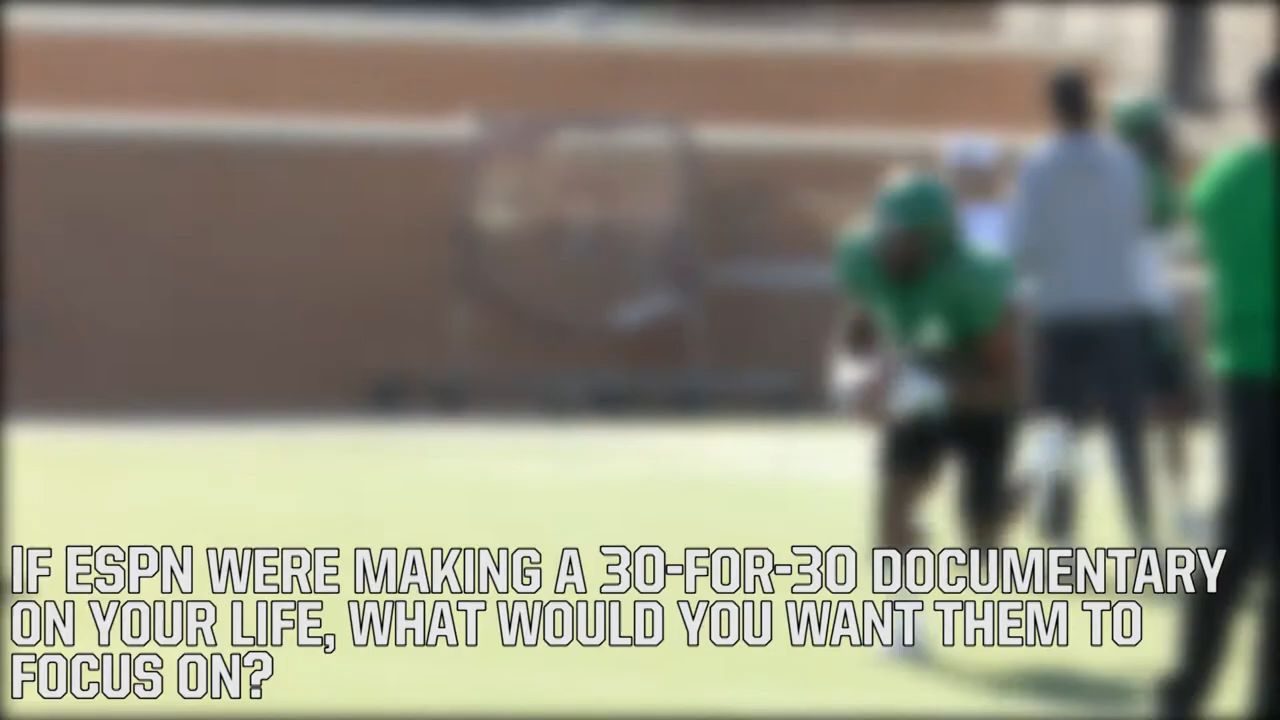 IF ESPN WERE MAKING A 30-FOR-30 DOCUMENTARY
ON YOUR LIFE, WHAT WOULD YOU WANT THEM TO
FOCUS ON?